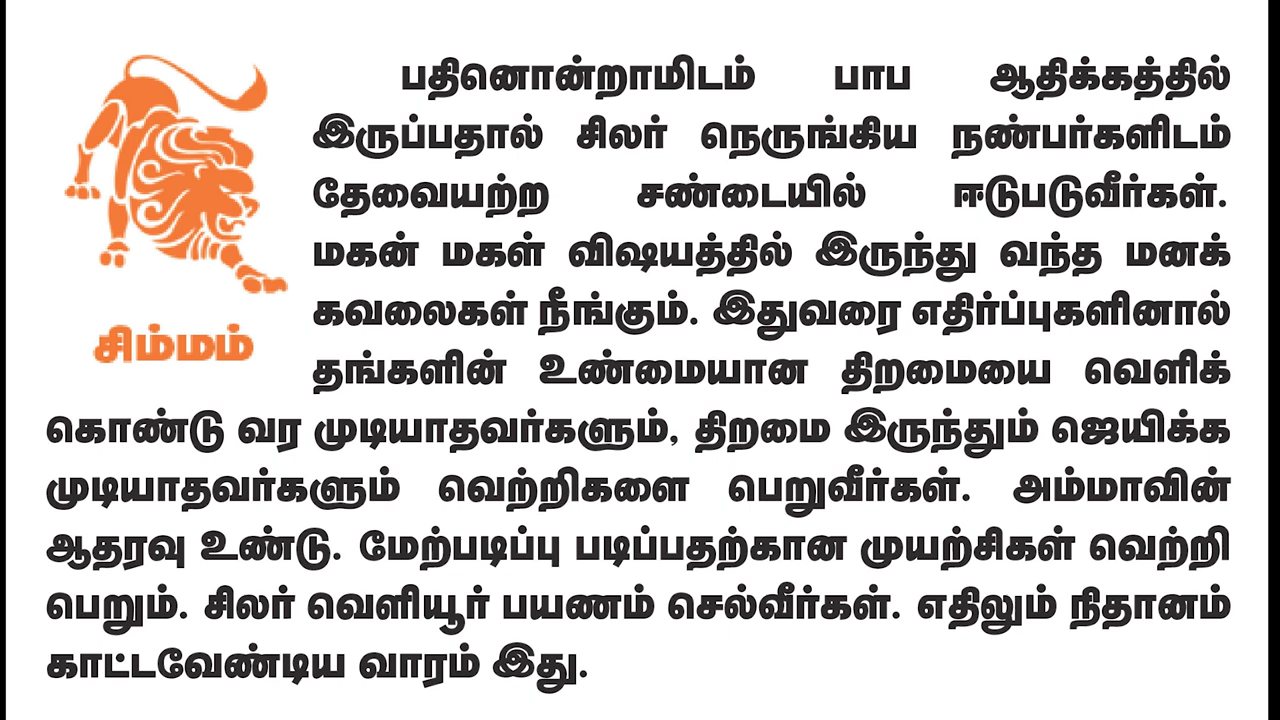 பதினொன்றாமிடம் பாப ஆதிக்கத்தில்
இருப்பதால் சிலர் நெருங்கிய நண்பர்களிடம்
தேவையற்ற சண்டையில் ஈடுபடுவீர்கள்.
மகன் மகள் விஷயத்தில் இருந்து வந்த மனக்
கவலைகள் நீங்கும். இதுவரை எதிர்ப்புகளினால்
தங்களின் உண்மையான திறமையை வெளிக்
கொண்டு வர முடியாதவர்களும், திறமை இருந்தும் ஜெயிக்க
முடியாதவர்களும் வெற்றிகளை பெறுவீர்கள். அம்மாவின்
ஆதரவு உண்டு. மேற்படிப்பு படிப்பதற்கான முயற்சிகள் வெற்றி
பெறும். சிலர் வெளியூர் பயணம் செல்வீர்கள். எதிலும் நிதானம்
காட்டவேண்டிய வாரம் இது.
சிம்மம்